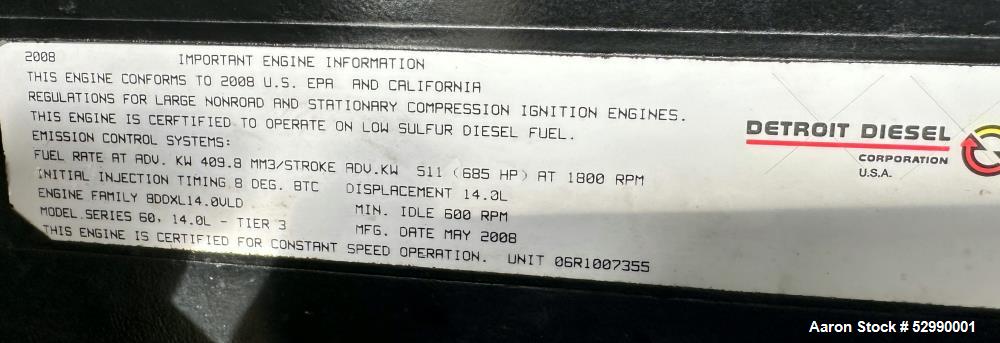 2008 IMPORTANT ENGINE INFORMATION
THIS ENGINE CONFORMS TO 2008 U.S. EPA AND CALIFORNIA
REGULATIONS FOR LARGE NONROAD AND STATIONARY COMPRESSION IGNITION ENGINES.
THIS ENGINE IS CERFTIFIED TO OPERATE ON LOW SULFUR DIESEL FUEL.
EMISSION CONTROL SYSTEMS:
FUEL RATE AT ADV. KW 409.8 MM3/STROKE ADV.KW 511 (685 HP) AT 1800 RPM
INITIAL INJECTION TIMING 8 DEG. BTC DISPLACEMENT 14.0L
ENGINE FAMILY 8DDXL14.0VLD MIN. IDLE 600 RPM
MODEL.SERIES 60, 14.0L - TIER 3 MFG. DATE MAY 2008
THIS ENGINE IS CERTIFIED FOR CONSTANT SPEED OPERATION. UNIT 06R1007355
DETROIT DIESEL
CORPORATION
U.S.A.
Aaron Stock # 52990001